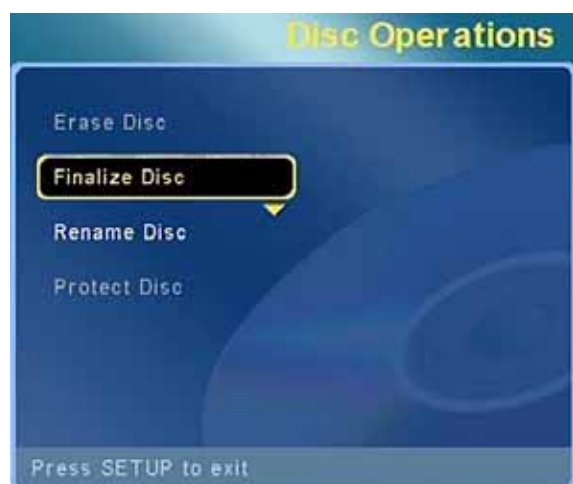 Disc Operations
Erase Disc
Finalize Disc
Rename Disc
Protect Disc
Press SETUP to exit